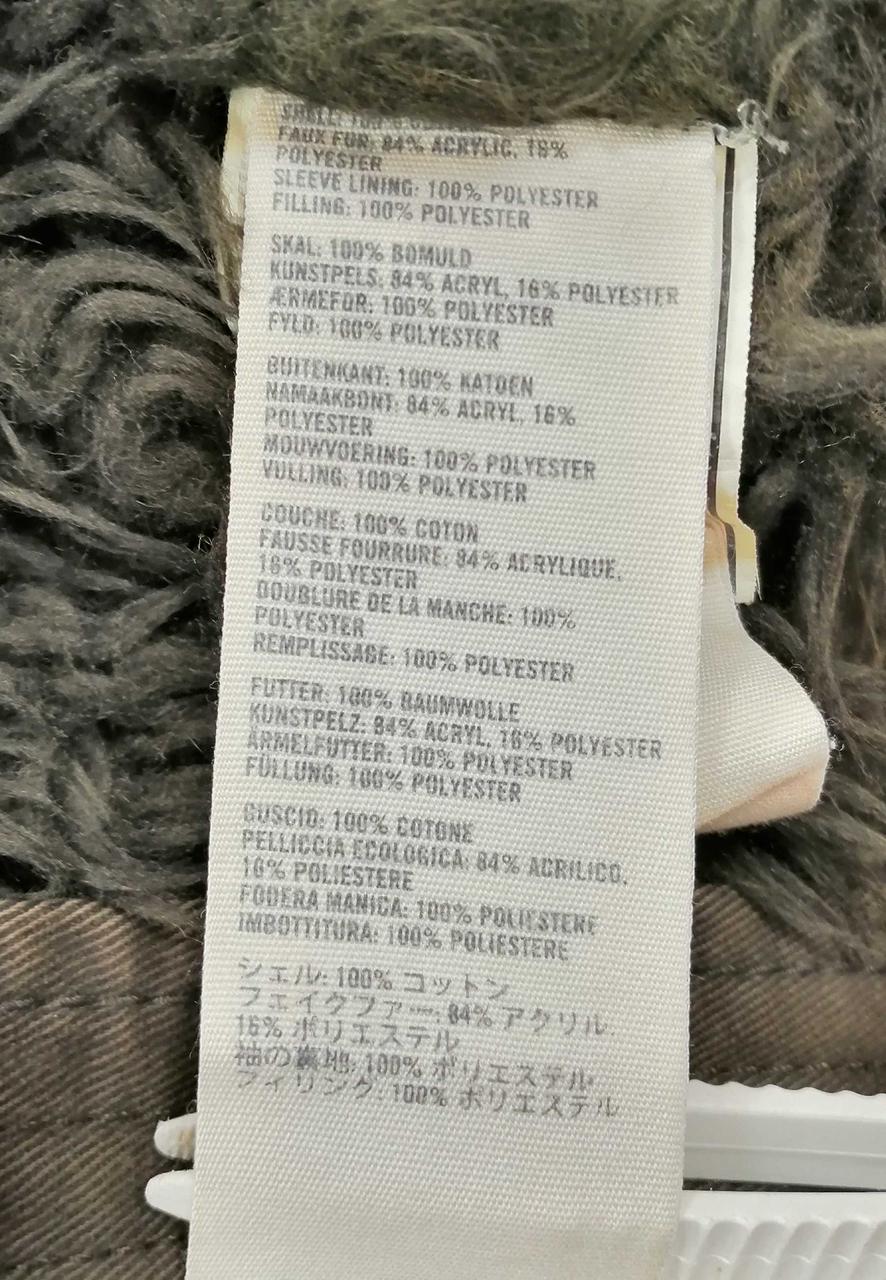 SHELL: 100%
FAUX FUR: 84% ACRYLIC, 16%
POLYESTER
SLEEVE LINING: 100% POLYESTER
FILLING: 100% POLYESTER
SKAL: 100% BOMULD
KUNSTPELS: 84% ACRYL, 16% POLYESTER
ÆRMEFOR: 100% POLYESTER
FYLD: 100% POLYESTER
BUITENKANT: 100% KATOEN
NAMAAKBONT: 84% ACRYL, 16%
POLYESTER
MOUWVOERING: 100% POLYESTER
VULLING: 100% POLYESTER
COUCHE: 100% COTON
FAUSSE FOURRURE: 84% ACRYLIQUE,
16% POLYESTER
DOUBLURE DE LA MANCHE: 100%
POLYESTER
REMPLISSAGE: 100% POLYESTER
FUTTER: 100% BAUMWOLLE
KUNSTPELZ: 84% ACRYL, 16% POLYESTER
ÄRMELFUTTER: 100% POLYESTER
FÜLLUNG: 100% POLYESTER
GUSCIO: 100% COTONE
PELLICCIA ECOLOGICA: 84% ACRILICO,
16% POLIESTERE
FODERA MANICA: 100% POLIESTERE
IMBOTTITURA: 100% POLIESTERE
シェル: 100% コットン
フェイクファー: 84% アクリル
16% ポリエステル
袖の裏地: 100% ポリエステル
フィリング: 100% ポリエステル